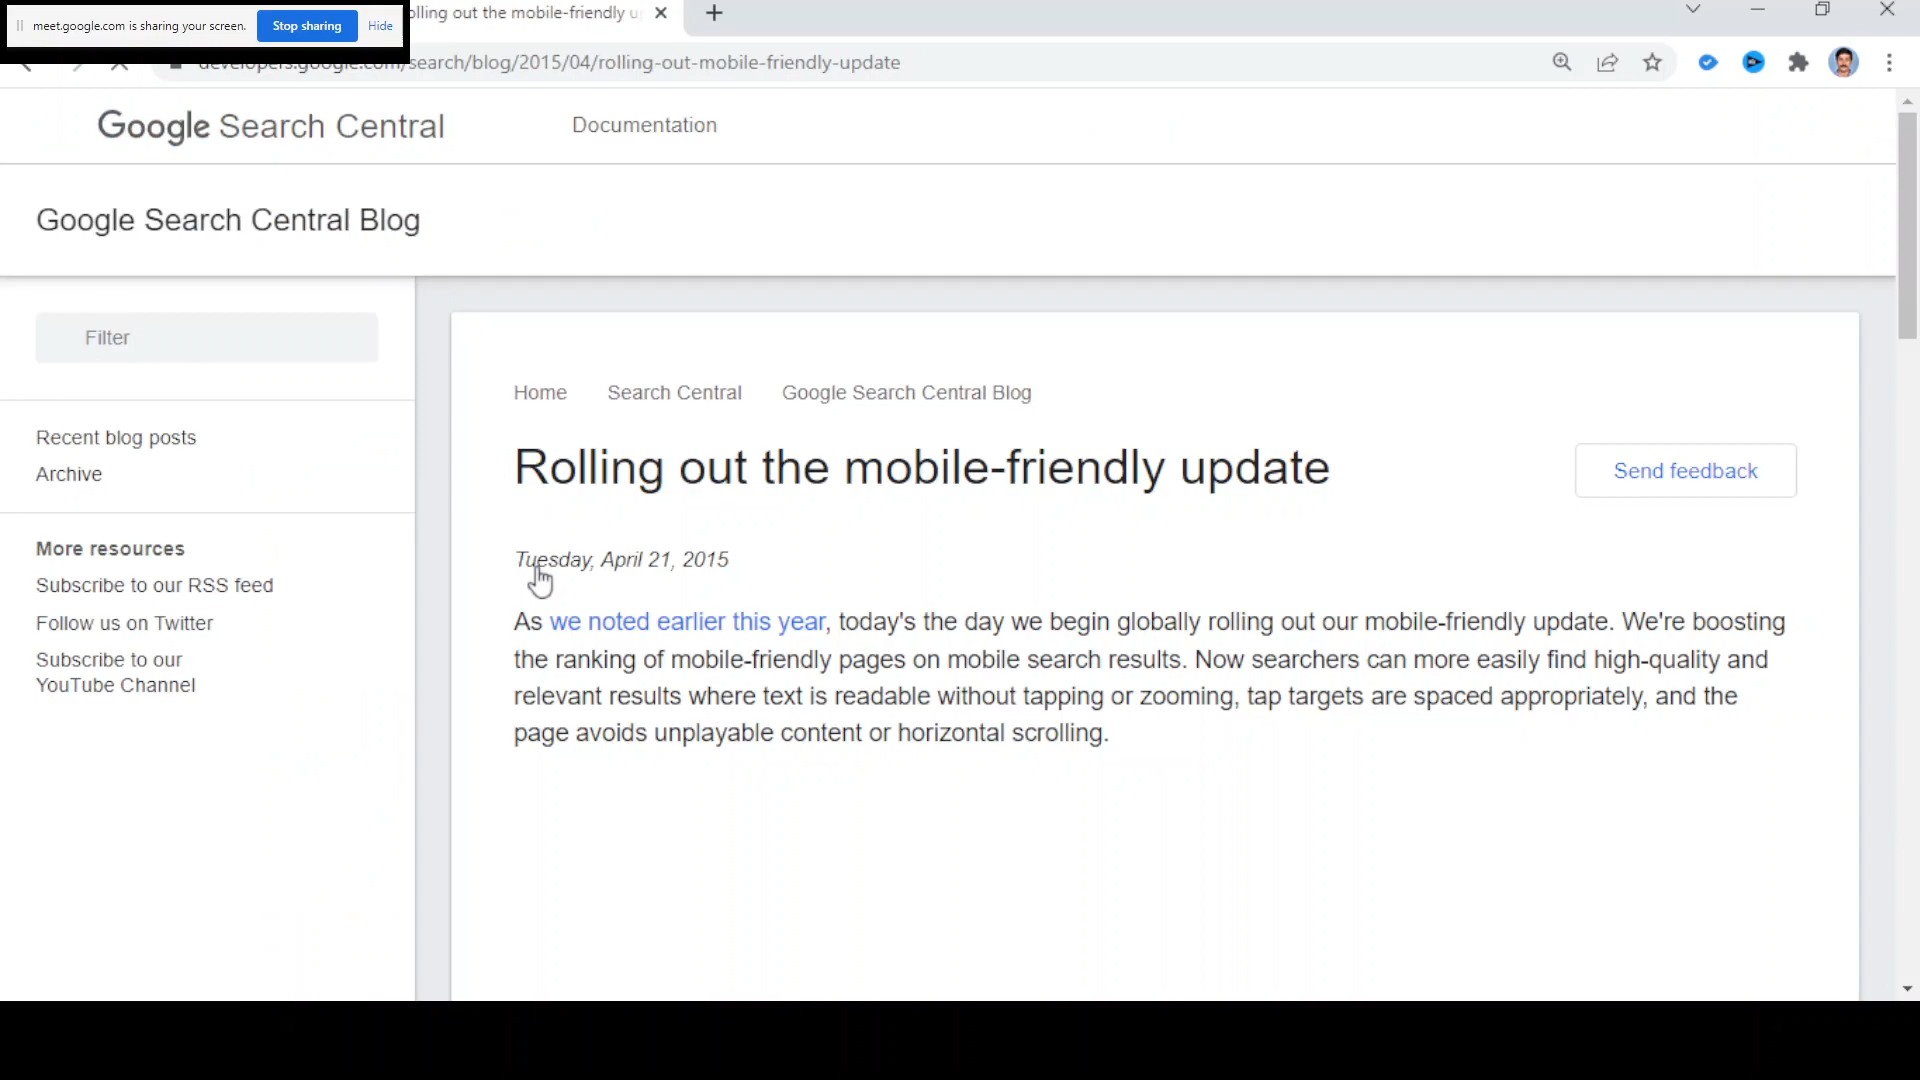 meet.google.com is sharing your screen. Stop sharing Hide
olling out the mobile-friendly u
developers.google.com/search/blog/2015/04/rolling-out-mobile-friendly-update
Google Search Central Documentation
Google Search Central Blog
Filter
Recent blog posts
Archive
More resources
Subscribe to our RSS feed
Follow us on Twitter
Subscribe to our
YouTube Channel
Home Search Central Google Search Central Blog
Rolling out the mobile-friendly update
Send feedback
Tuesday, April 21, 2015
As we noted earlier this year, today's the day we begin globally rolling out our mobile-friendly update. We're boosting
the ranking of mobile-friendly pages on mobile search results. Now searchers can more easily find high-quality and
relevant results where text is readable without tapping or zooming, tap targets are spaced appropriately, and the
page avoids unplayable content or horizontal scrolling.